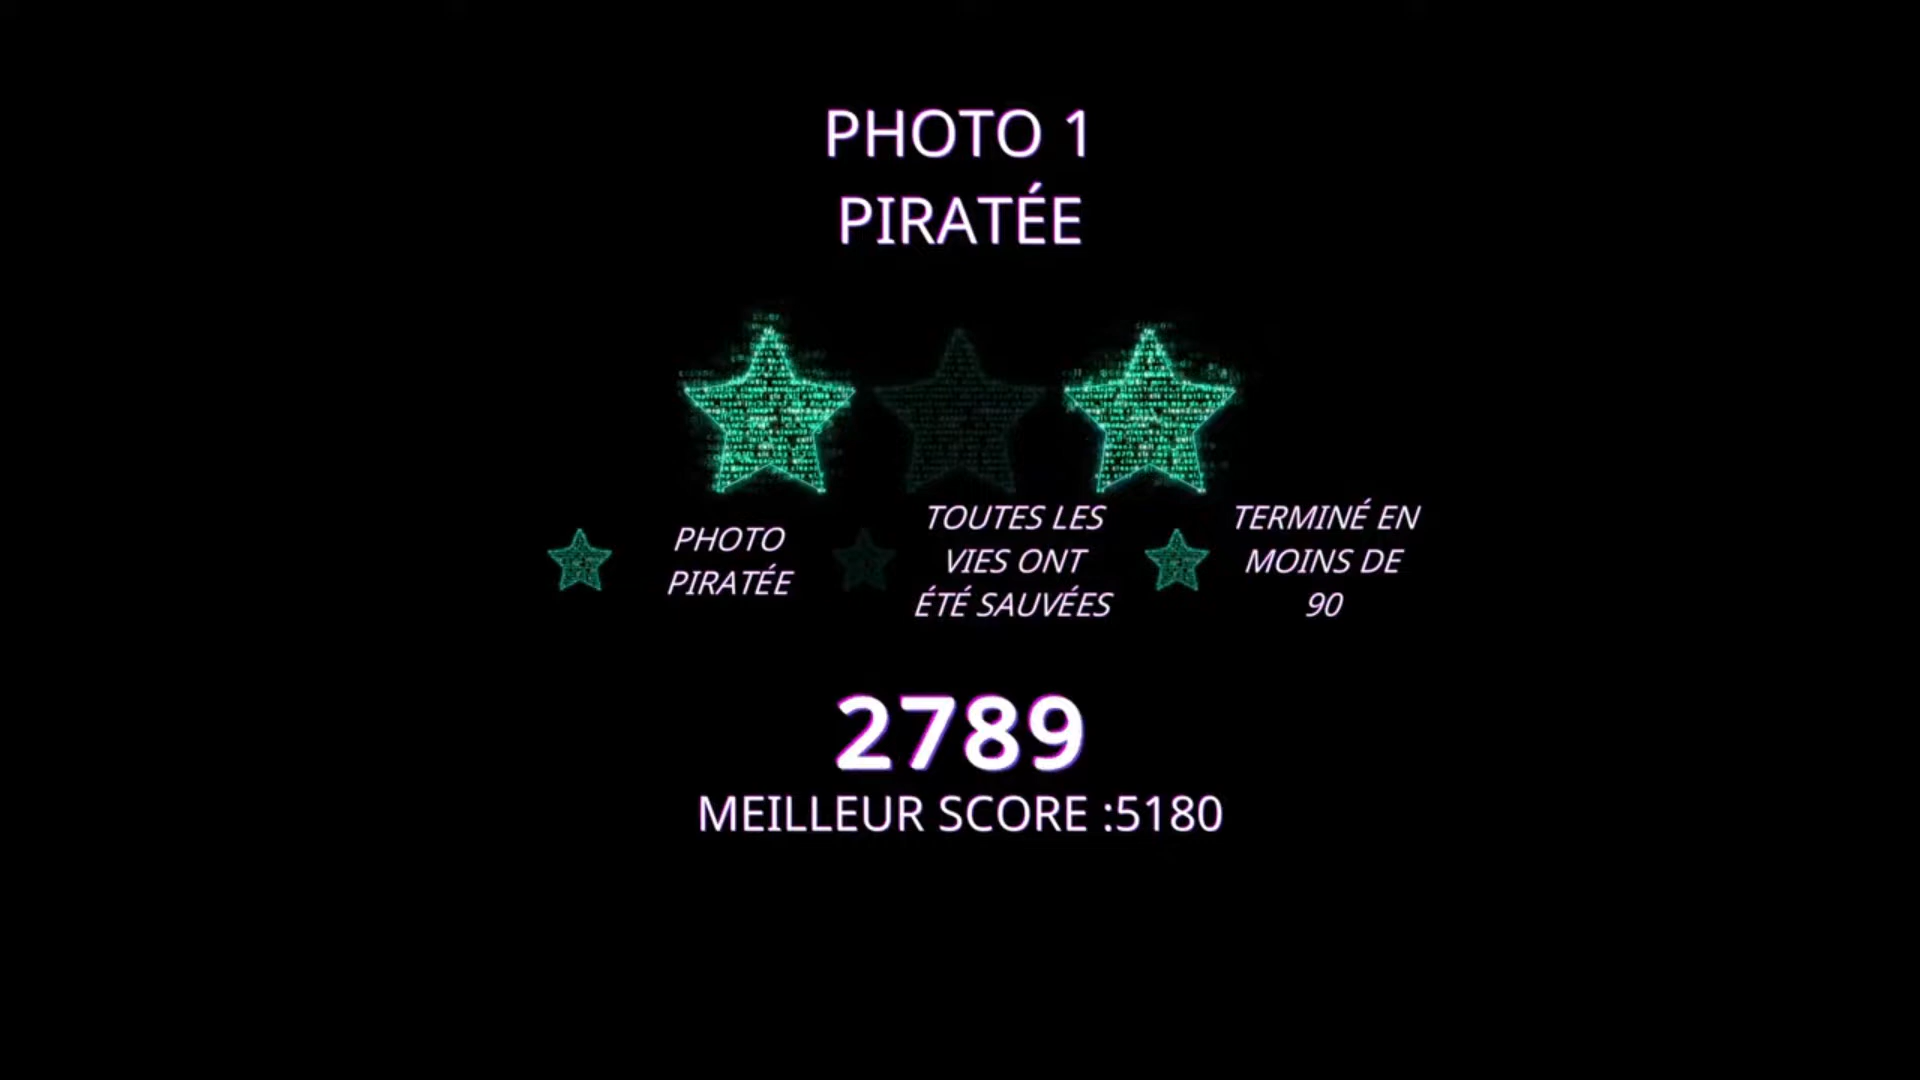 PHOTO 1
PIRATÉE
PHOTO
PIRATÉE
TOUTES LES
VIES ONT
ÉTÉ SAUVÉES
TERMINÉ EN
MOINS DE
90
2789
MEILLEUR SCORE :5180